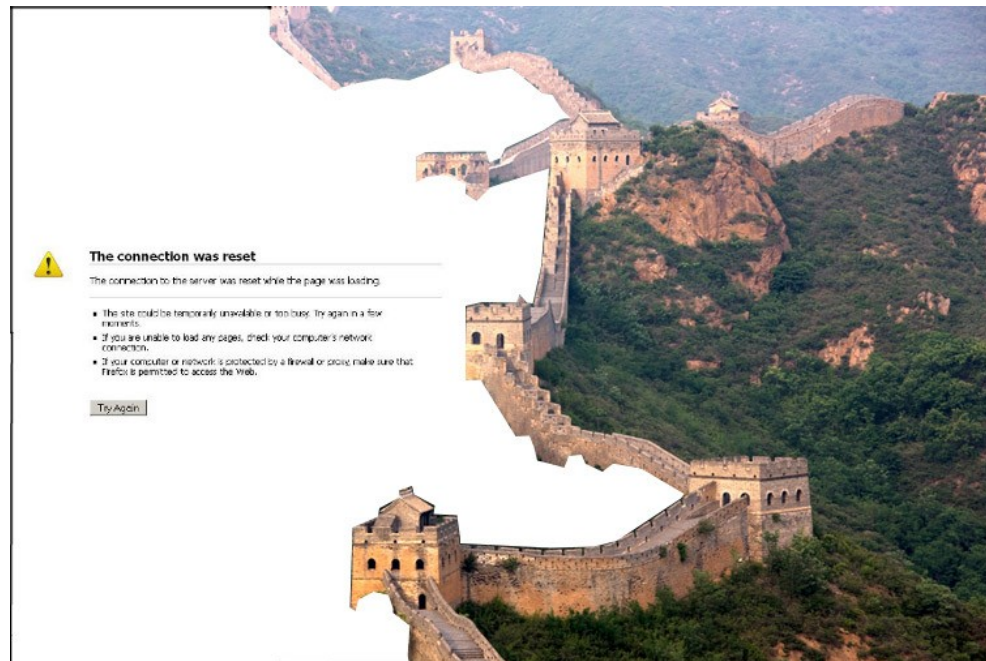 The connection was reset
The connection to the server was reset while the page was loading.
The site could be temporarily unavailable or too busy. Try again in a few
moments.
If you are unable to load any pages, check your computer's network
connection.
If your computer or network is protected by a firewall or proxy, make sure that
Firefox is permitted to access the Web.
Try Again